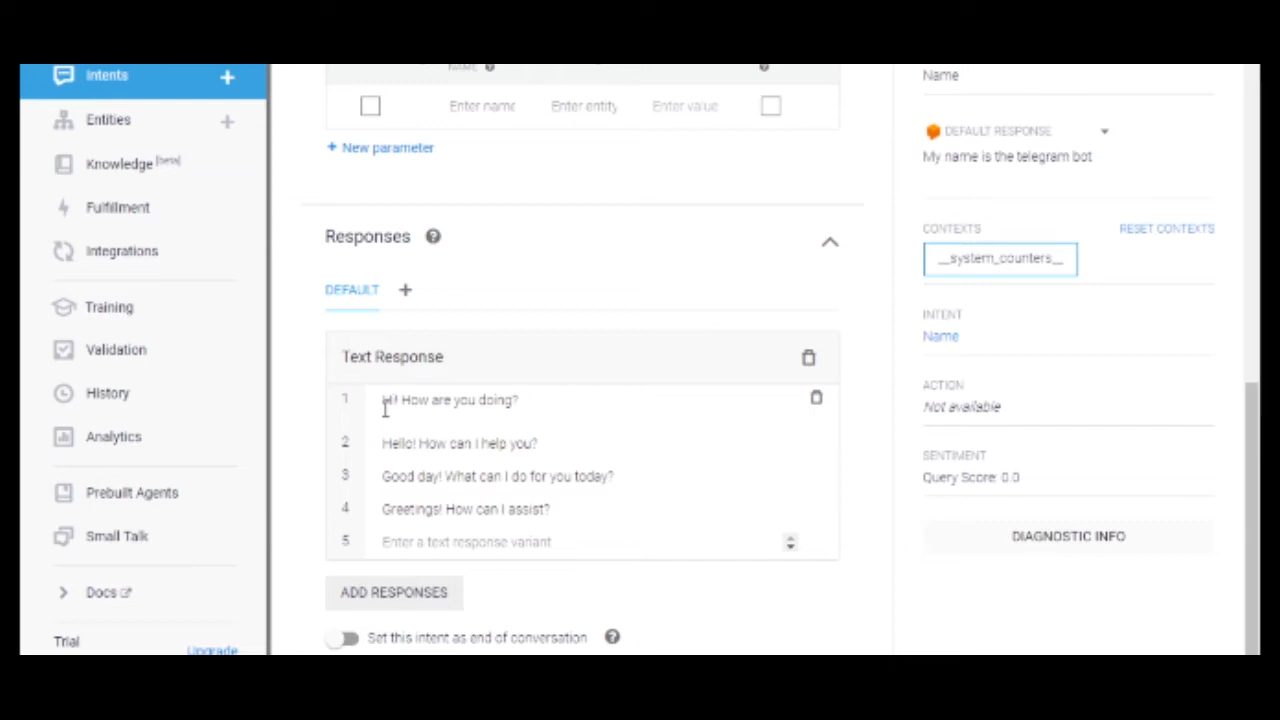 Intents
Entities
Knowledge [beta]
Fulfillment
Integrations
Training
Validation
History
Analytics
Prebuilt Agents
Small Talk
Docs
Trial
Upgrade
NAME
Enter name Enter entity Enter value
+ New parameter
Responses
DEFAULT
Text Response
1 Hi! How are you doing?
2 Hello! How can I help you?
3 Good day! What can I do for you today?
4 Greetings! How can I assist?
5 Enter a text response variant
ADD RESPONSES
Set this intent as end of conversation
Name
DEFAULT RESPONSE
My name is the telegram bot
CONTEXTS RESET CONTEXTS
__system_counters__
INTENT
Name
ACTION
Not available
SENTIMENT
Query Score: 0.0
DIAGNOSTIC INFO